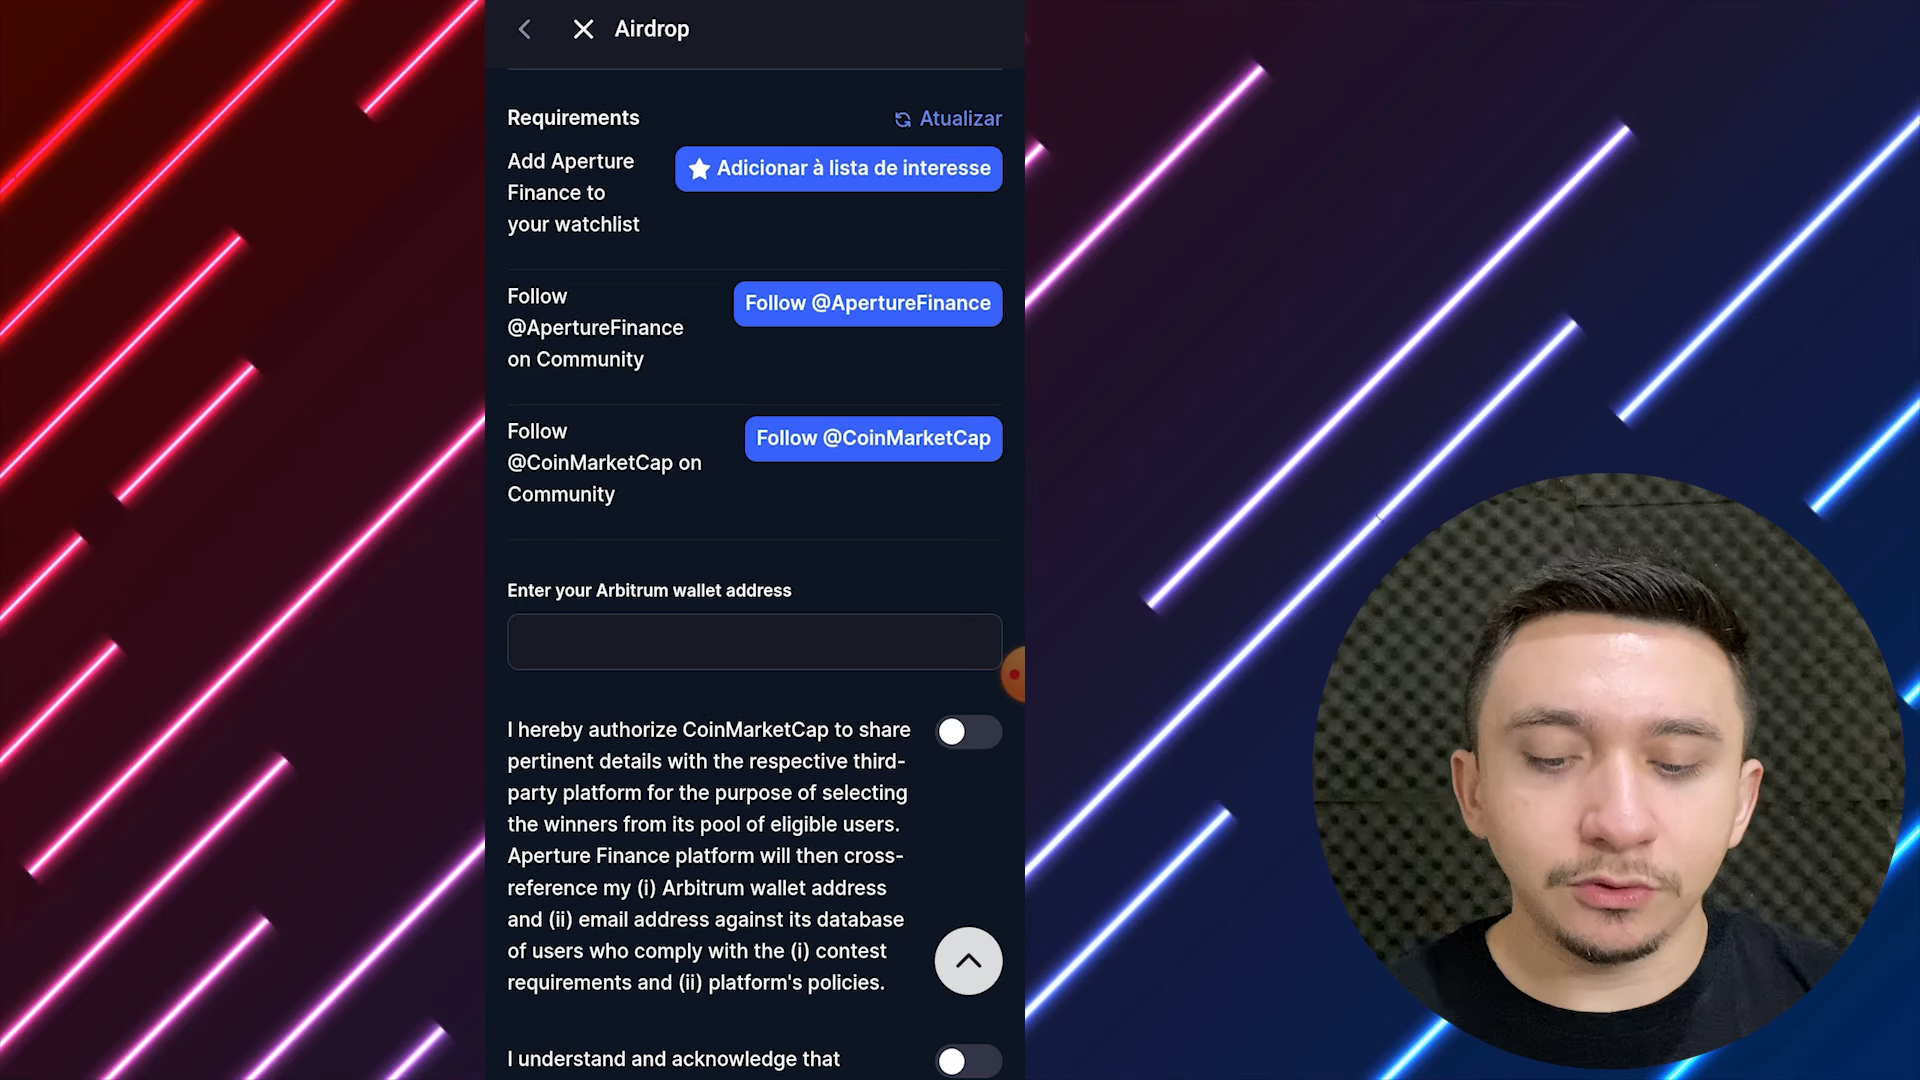 Airdrop
Requirements
Atualizar
Add Aperture
Finance to
your watchlist
Adicionar à lista de interesse
Follow
@ApertureFinance
on Community
Follow @ApertureFinance
Follow
@CoinMarketCap on
Community
Follow @CoinMarketCap
Enter your Arbitrum wallet address
I hereby authorize CoinMarketCap to share
pertinent details with the respective third-
party platform for the purpose of selecting
the winners from its pool of eligible users.
Aperture Finance platform will then cross-
reference my (i) Arbitrum wallet address
and (ii) email address against its database
of users who comply with the (i) contest
requirements and (ii) platform's policies.
I understand and acknowledge that